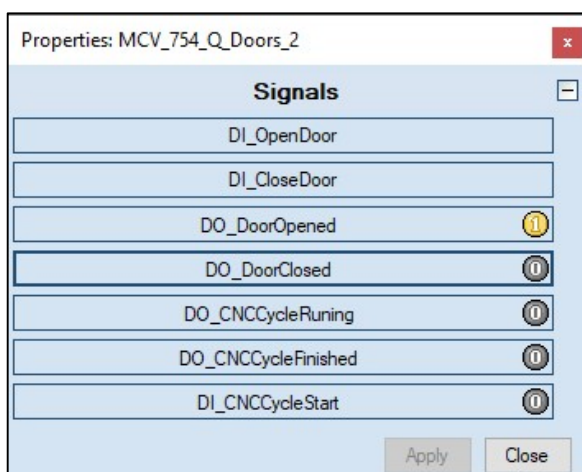 Properties: MCV_754_Q_Doors_2
x
Signals
DI_OpenDoor
DI_CloseDoor
DO_DoorOpened 1
DO_DoorClosed 0
DO_CNCCycleRuning 0
DO_CNCCycleFinished 0
DI_CNCCycleStart 0
Apply Close